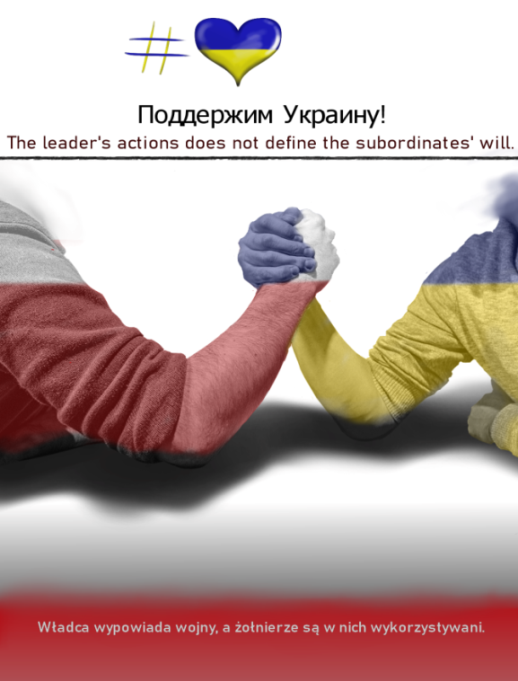 #
Поддержим Украину!
The leader's actions does not define the subordinates' will.
Władca wypowiada wojny, a żołnierze są w nich wykorzystywani.